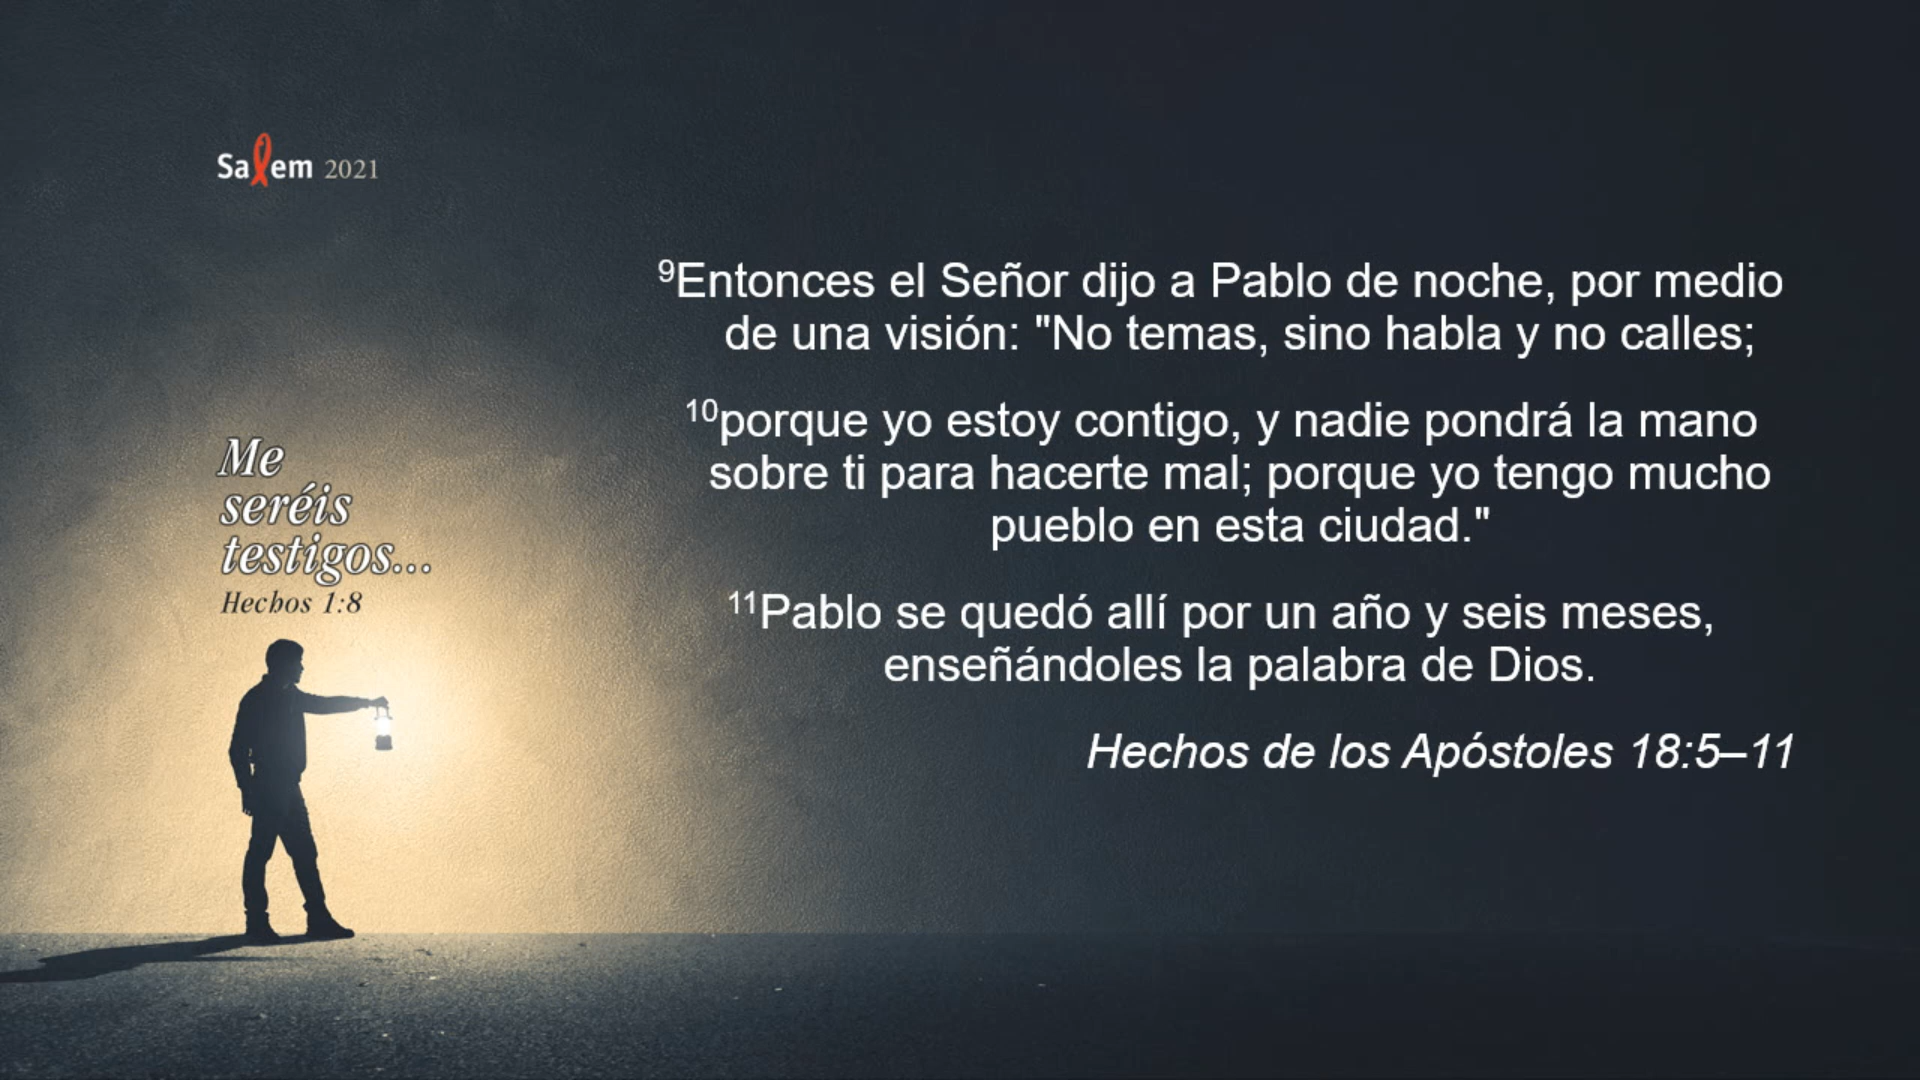 Salem 2021
⁹Entonces el Señor dijo a Pablo de noche, por medio
de una visión: "No temas, sino habla y no calles;
¹⁰porque yo estoy contigo, y nadie pondrá la mano
sobre ti para hacerte mal; porque yo tengo mucho
pueblo en esta ciudad."
¹¹Pablo se quedó allí por un año y seis meses,
enseñándoles la palabra de Dios.
Hechos de los Apóstoles 18:5–11
Me
seréis
testigos...
Hechos 1:8